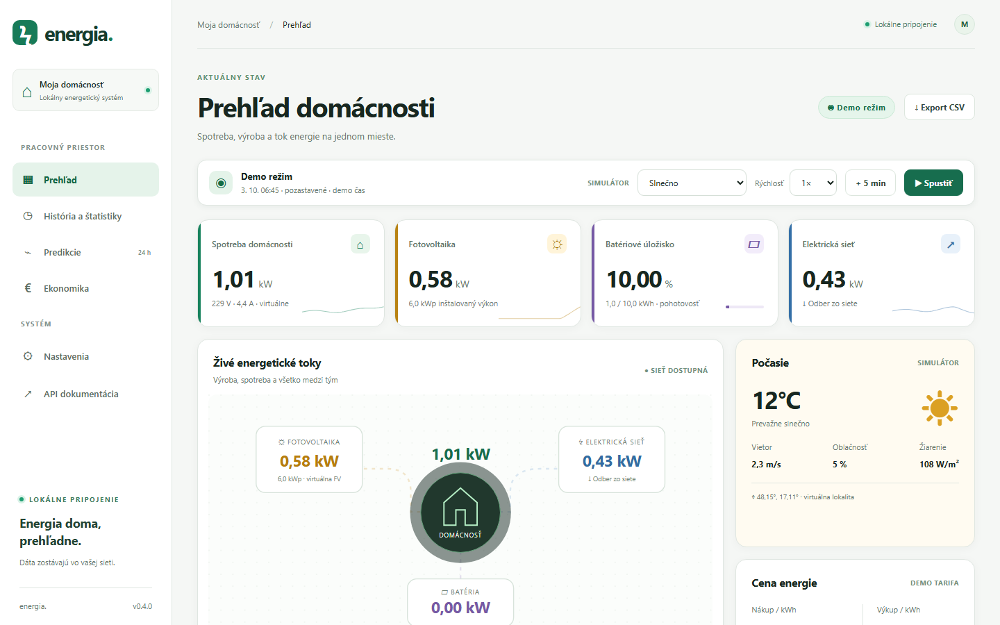 energia.
Moja domácnosť
Lokálny energetický systém
PRACOVNÝ PRIESTOR
Prehľad
História a štatistiky
Predikcie 24 h
€ Ekonomika
SYSTÉM
Nastavenia
↗ API dokumentácia
LOKÁLNE PRIPOJENIE
Energia doma,
prehľadne.
Dáta zostávajú vo vašej sieti.
energia. v0.4.0
Moja domácnosť / Prehľad
Lokálne pripojenie M
AKTUÁLNY STAV
Prehľad domácnosti
Spotreba, výroba a tok energie na jednom mieste.
◉ Demo režim
↓ Export CSV
Demo režim
3. 10. 06:45 · pozastavené · demo čas
SIMULÁTOR Slnečno Rýchlosť 1× + 5 min ▶ Spustiť
Spotreba domácnosti
1,01 kW
229 V · 4,4 A · virtuálne
Fotovoltaika
0,58 kW
6,0 kWp inštalovaný výkon
Batériové úložisko
10,00 %
1,0 / 10,0 kWh · pohotovosť
Elektrická sieť
0,43 kW
↓ Odber zo siete
Živé energetické toky
Výroba, spotreba a všetko medzi tým
● SIEŤ DOSTUPNÁ
☼ FOTOVOLTAIKA
0,58 kW
6,0 kWp · virtuálna FV
1,01 kW
DOMÁCNOSŤ
ϟ ELEKTRICKÁ SIEŤ
0,43 kW
↓ Odber zo siete
▱ BATÉRIA
0,00 kW
Počasie SIMULÁTOR
12°C
Prevažne slnečno
Vietor Oblačnosť Žiarenie
2,3 m/s 5 % 108 W/m²
⌖ 48,15°, 17,11° · virtuálna lokalita
Cena energie DEMO TARIFA
Nákup / kWh Výkup / kWh